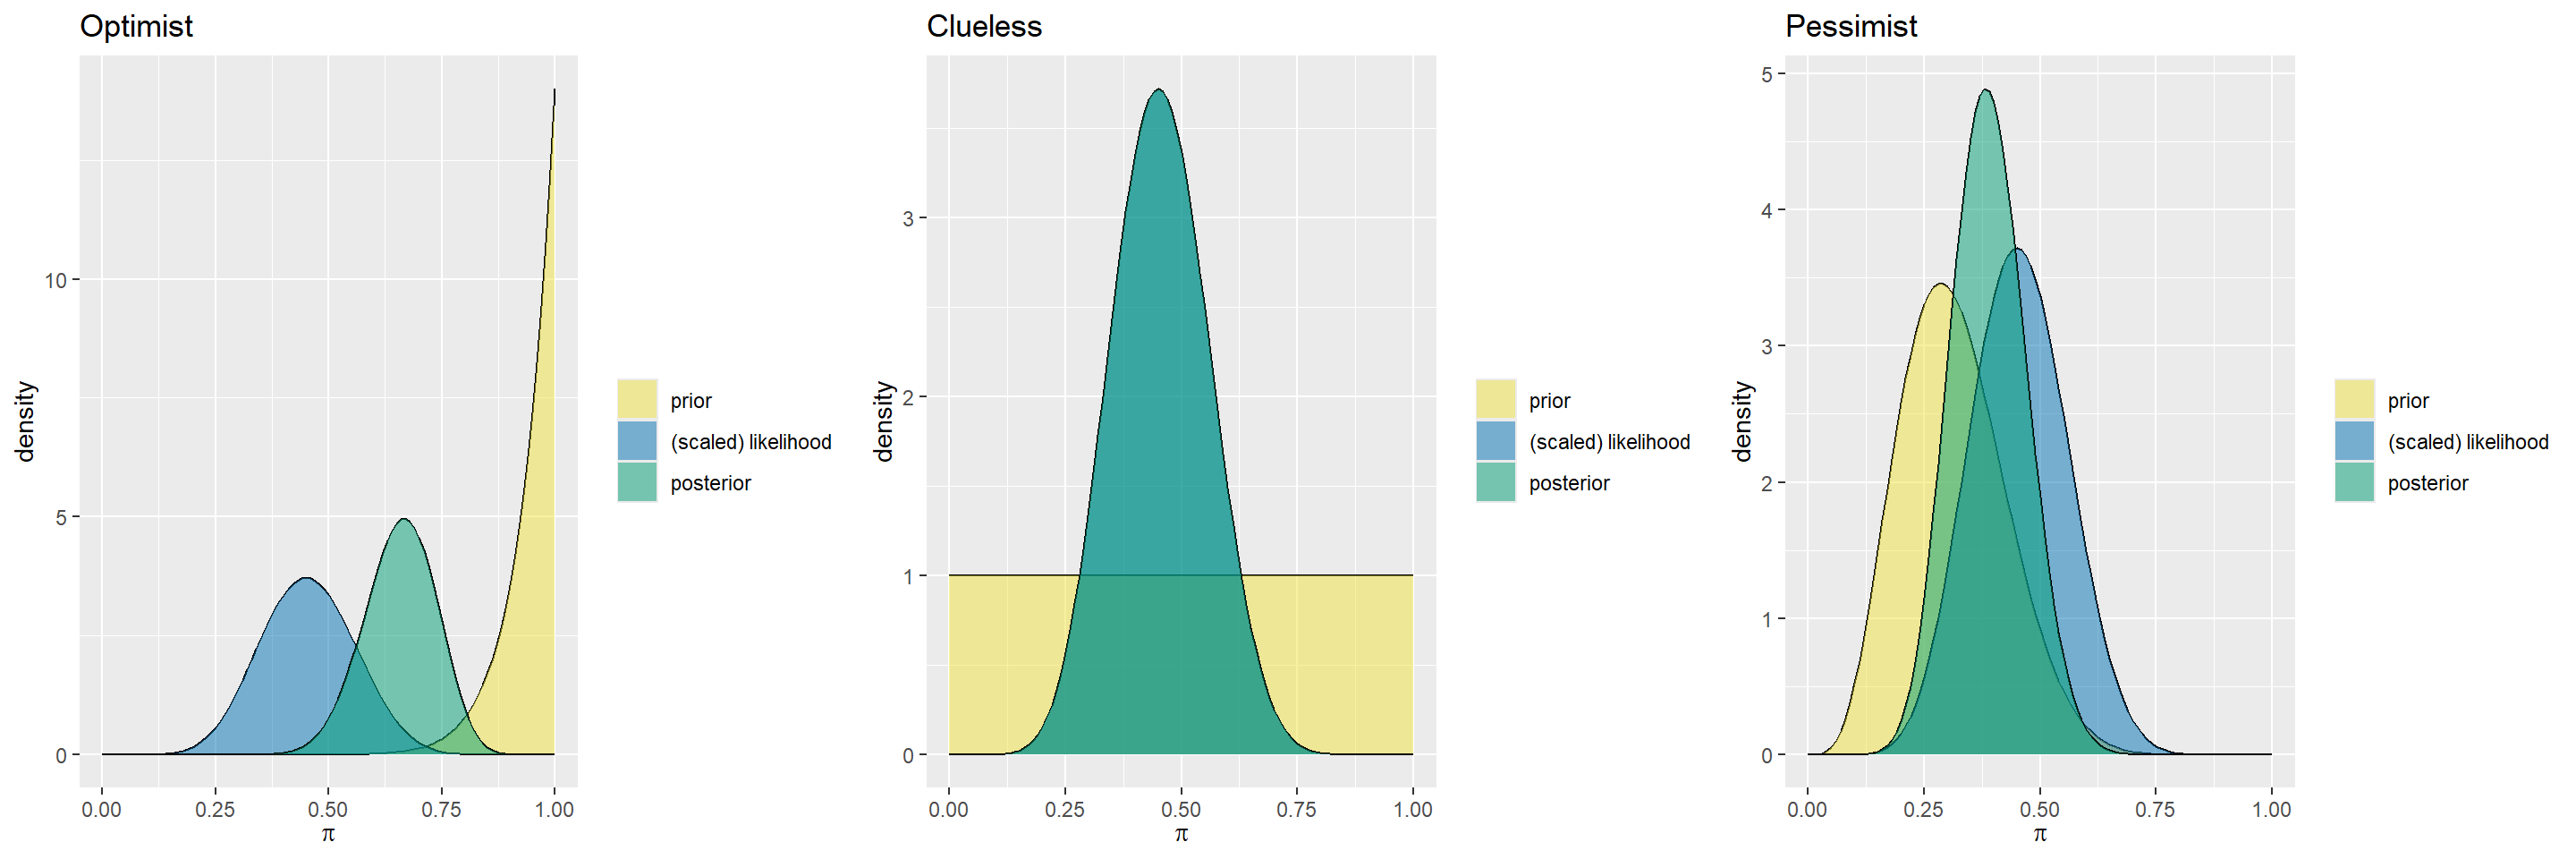 Optimist
density
10
5
0
0.00 0.25 0.50 0.75 1.00
π
prior
(scaled) likelihood
posterior
Clueless
density
3
2
1
0
0.00 0.25 0.50 0.75 1.00
π
prior
(scaled) likelihood
posterior
Pessimist
density
5
4
3
2
1
0
0.00 0.25 0.50 0.75 1.00
π
prior
(scaled) likelihood
posterior